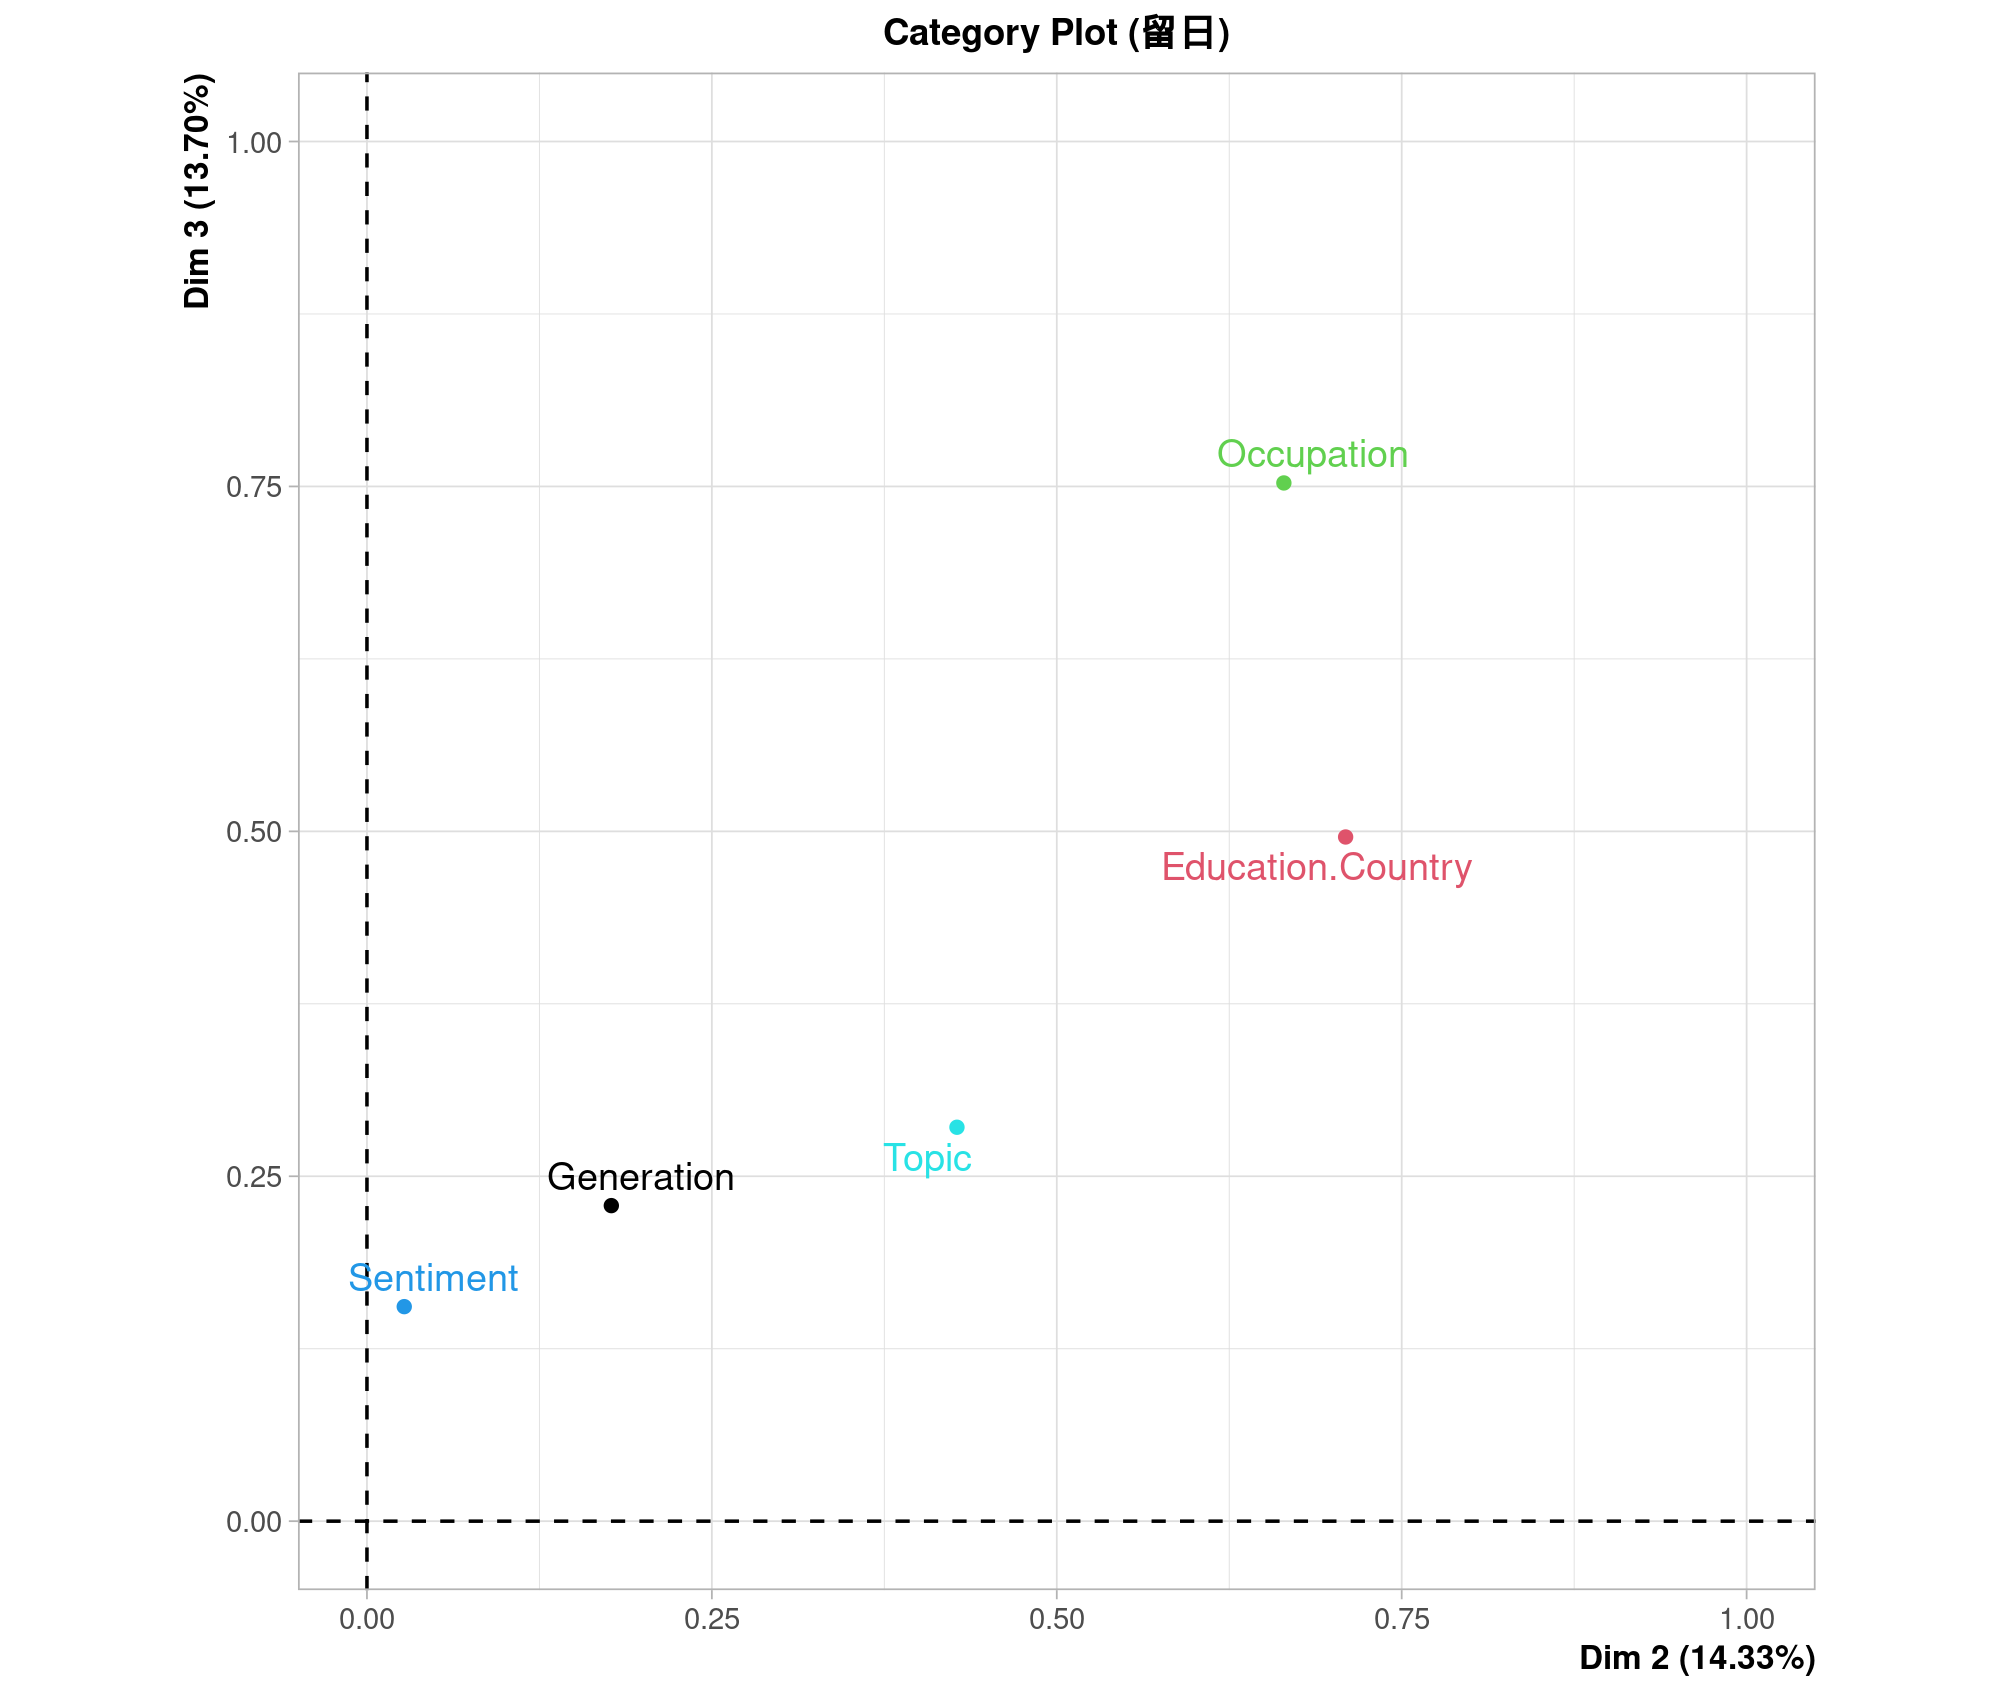 Category Plot (留日)
Dim 3 (13.70%)
1.00
0.75
0.50
0.25
0.00
Occupation
Education.Country
Topic
Generation
Sentiment
0.00 0.25 0.50 0.75 1.00
Dim 2 (14.33%)